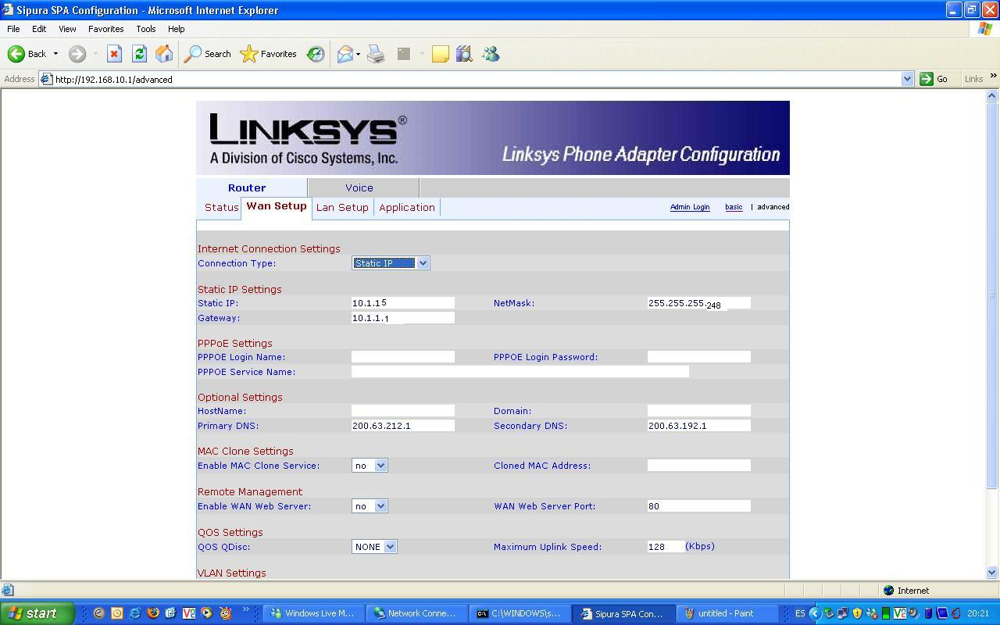 Sipura SPA Configuration - Microsoft Internet Explorer
File Edit View Favorites Tools Help
Back Search Favorites
Address http://192.168.10.1/advanced Go Links »
LINKSYS®
A Division of Cisco Systems, Inc.
Linksys Phone Adapter Configuration
Router Voice
Status Wan Setup Lan Setup Application Admin Login basic | advanced
Internet Connection Settings
Connection Type: Static IP
Static IP Settings
Static IP: 10.1.15 NetMask: 255.255.255.248
Gateway: 10.1.1.1
PPPoE Settings
PPPOE Login Name: PPPOE Login Password:
PPPOE Service Name:
Optional Settings
HostName: Domain:
Primary DNS: 200.63.212.1 Secondary DNS: 200.63.192.1
MAC Clone Settings
Enable MAC Clone Service: no Cloned MAC Address:
Remote Management
Enable WAN Web Server: no WAN Web Server Port: 80
QOS Settings
QOS QDisc: NONE Maximum Uplink Speed: 128 (Kbps)
VLAN Settings
Internet
start » Windows Live M... Network Conne... C:\WINDOWS\s... Sipura SPA Con... untitled - Paint ES 20:21